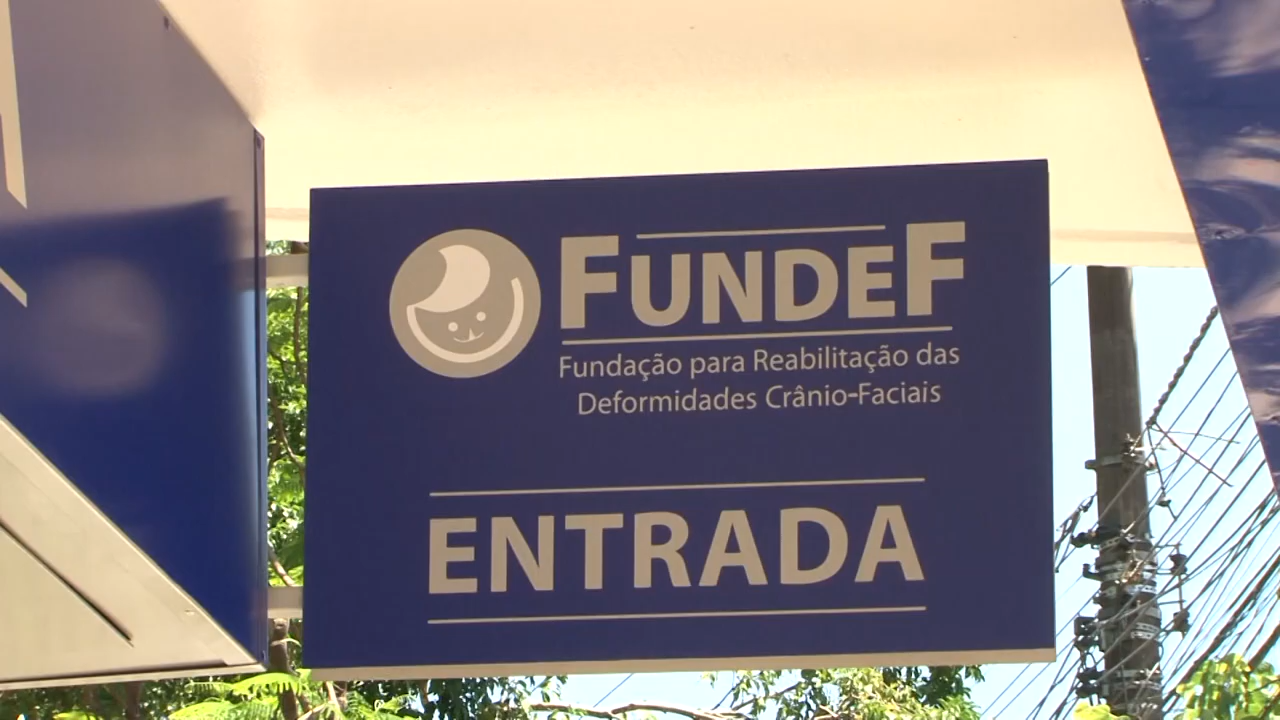 FUNDEF
Fundação para Reabilitação das
Deformidades Crânio-Faciais
ENTRADA